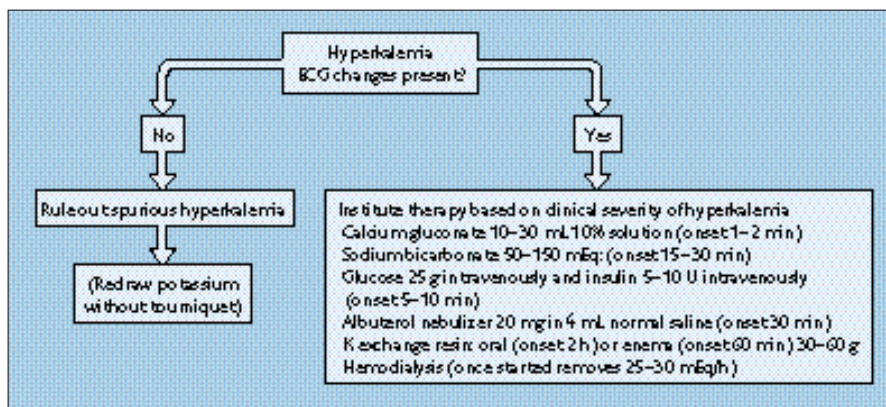 Hyperkalemia
ECG changes present?
No
Yes
Rule out spurious hyperkalemia
(Redraw potassium
without tourniquet)
Institute therapy based on clinical severity of hyperkalemia
Calcium gluconate 10–30 mL 10% solution (onset 1–2 min)
Sodium bicarbonate 50–150 mEq: (onset 15–30 min)
Glucose 25 g intravenously and insulin 5–10 U intravenously
(onset 5–10 min)
Albuterol nebulizer 20 mg in 4 mL normal saline (onset 30 min)
K exchange resin: oral (onset 2 h) or enema (onset 60 min) 30–60 g
Hemodialysis (once started removes 25–30 mEq/h)